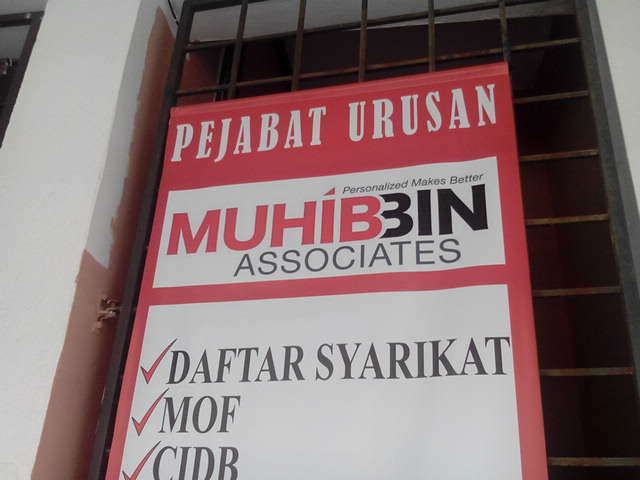 PEJABAT URUSAN
Personalized Makes Better
MUHIBBIN
ASSOCIATES
DAFTAR SYARIKAT
MOF
CIDB